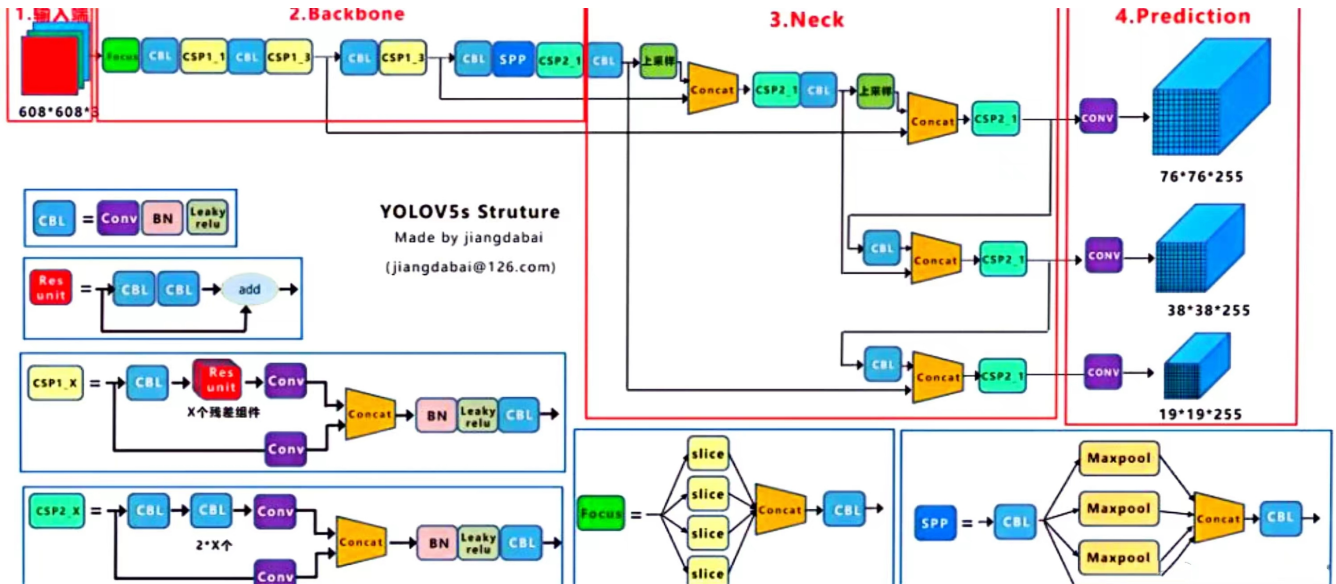 1.输入端
2.Backbone
3.Neck
4.Prediction
Focus
CBL
CSP1_1
CBL
CSP1_3
CBL
CSP1_3
CBL
SPP
CSP2_1
CBL
上采样
Concat
CSP2_1
CBL
上采样
Concat
CSP2_1
CONV
608*608*3
76*76*255
CBL
=
Conv
BN
Leaky
relu
YOLOV5s Struture
Made by jiangdabai
(jiangdabai@126.com)
CBL
Concat
CSP2_1
CONV
38*38*255
Res
unit
=
CBL
CBL
add
CBL
Concat
CSP2_1
CONV
19*19*255
CSP1_X
=
CBL
Res
unit
Conv
X个残差组件
Conv
Concat
BN
Leaky
relu
CBL
CSP2_X
=
CBL
CBL
Conv
2*X个
Conv
Concat
BN
Leaky
relu
CBL
Focus
=
slice
slice
slice
slice
Concat
CBL
SPP
=
CBL
Maxpool
Maxpool
Maxpool
Concat
CBL